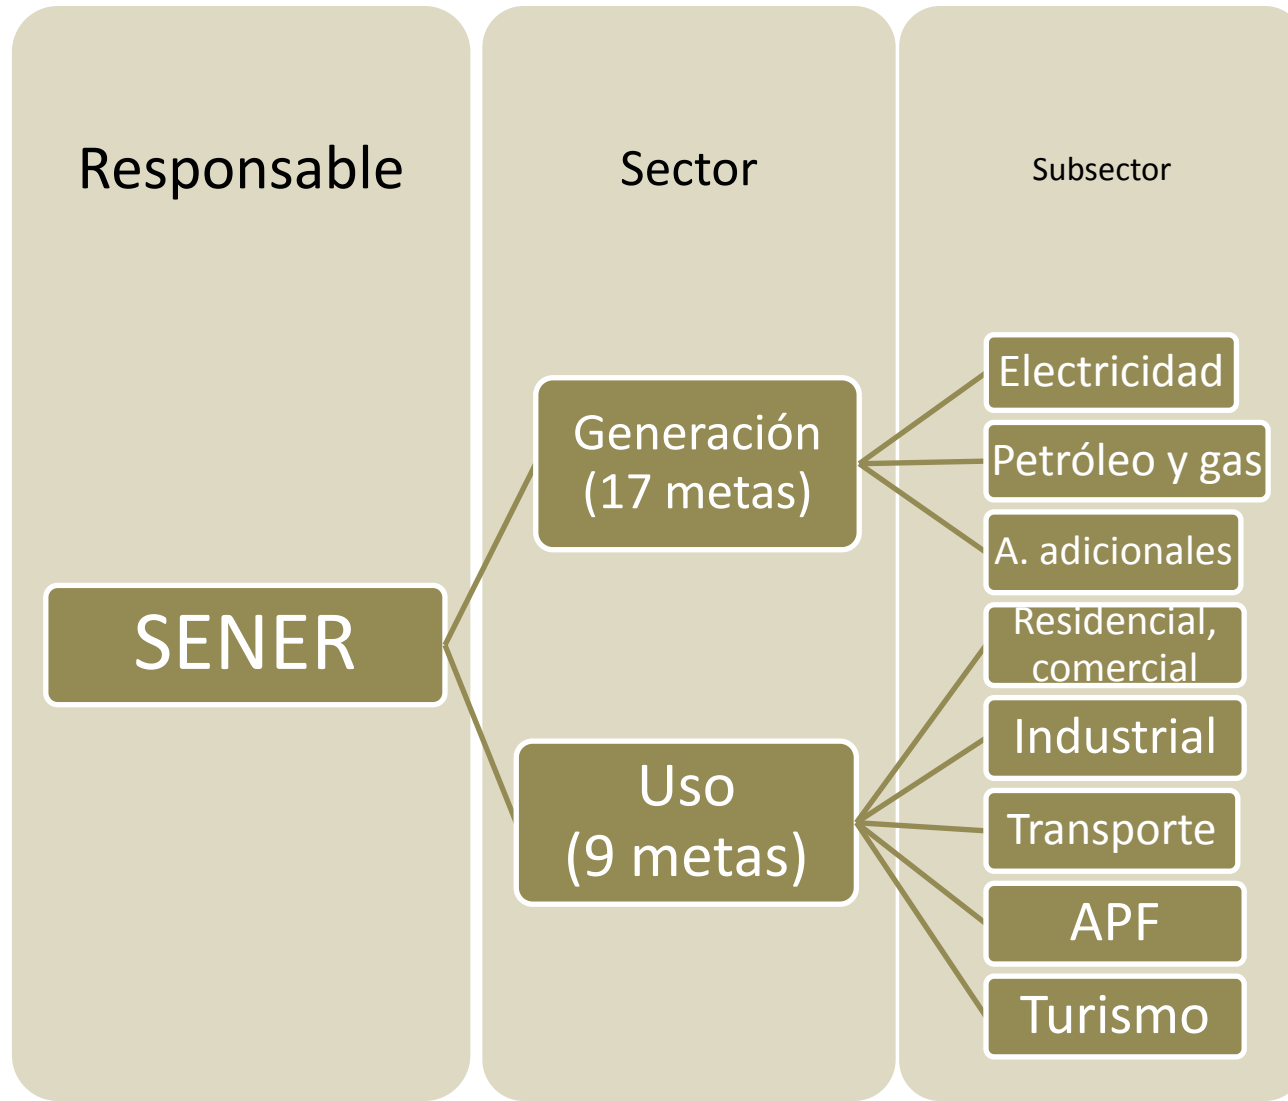 Responsable
Sector
Subsector
SENER
Generación
(17 metas)
Uso
(9 metas)
Electricidad
Petróleo y gas
A. adicionales
Residencial,
comercial
Industrial
Transporte
APF
Turismo